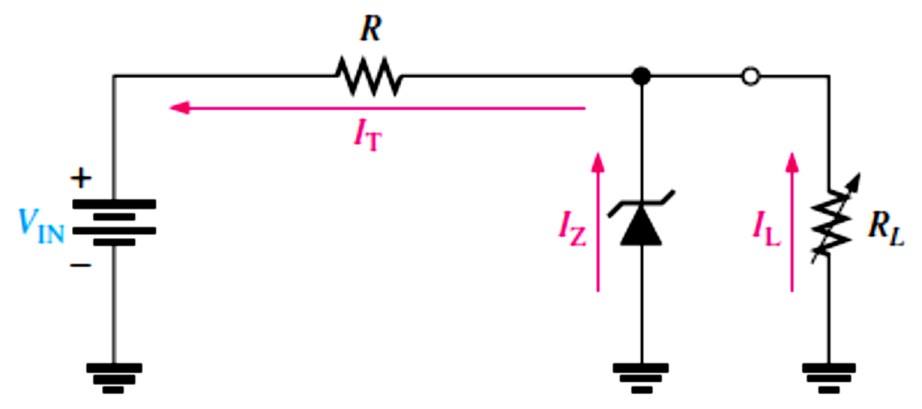 R
I_T
+
V_IN
−
I_Z
I_L
R_L